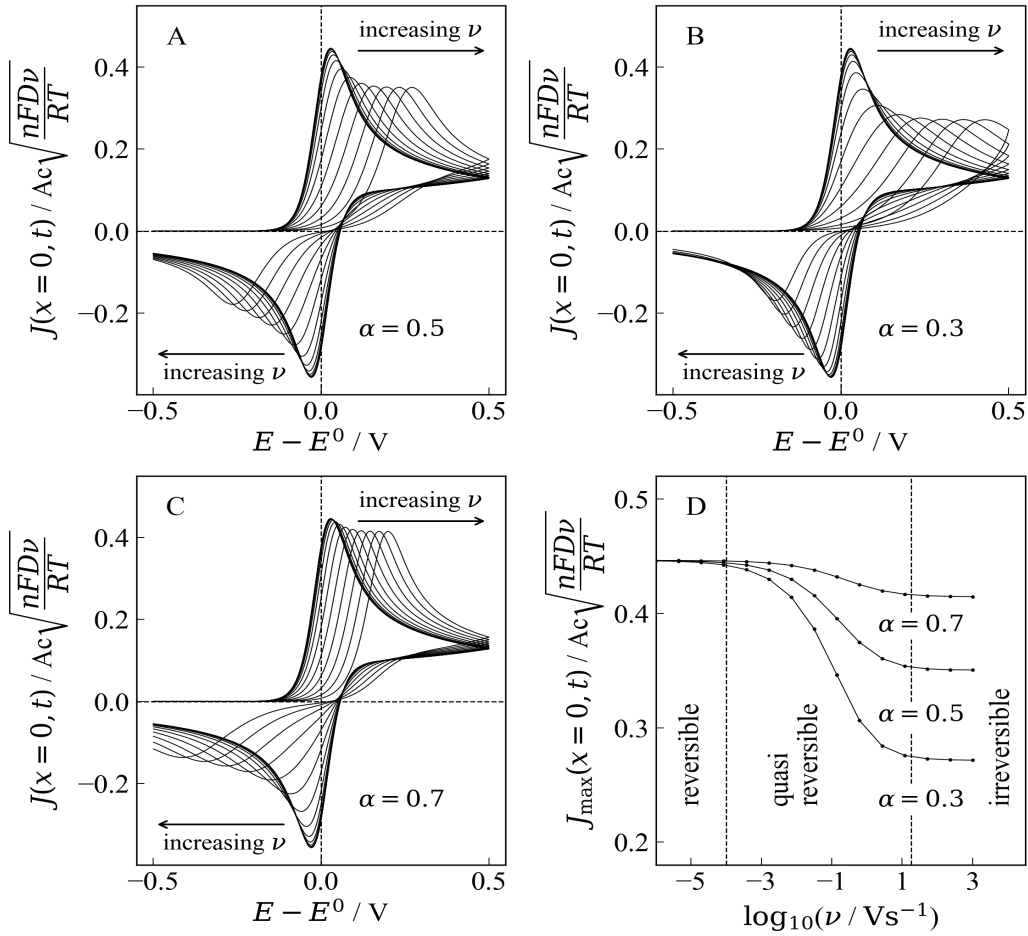 A
increasing ν
0.4
0.2
0.0
−0.2
J(x = 0, t) / Ac√(nFDν / RT)
α = 0.5
increasing ν
−0.5 0.0 0.5
E − E⁰ / V
B
increasing ν
0.4
0.2
0.0
−0.2
J(x = 0, t) / Ac√(nFDν / RT)
α = 0.3
increasing ν
−0.5 0.0 0.5
E − E⁰ / V
C
increasing ν
0.4
0.2
0.0
−0.2
J(x = 0, t) / Ac√(nFDν / RT)
α = 0.7
increasing ν
−0.5 0.0 0.5
E − E⁰ / V
D
0.5
0.4
0.3
0.2
J_max(x = 0, t) / Ac√(nFDν / RT)
α = 0.7
α = 0.5
α = 0.3
reversible
quasi
reversible
irreversible
−5 −3 −1 1 3
log₁₀(ν / Vs⁻¹)